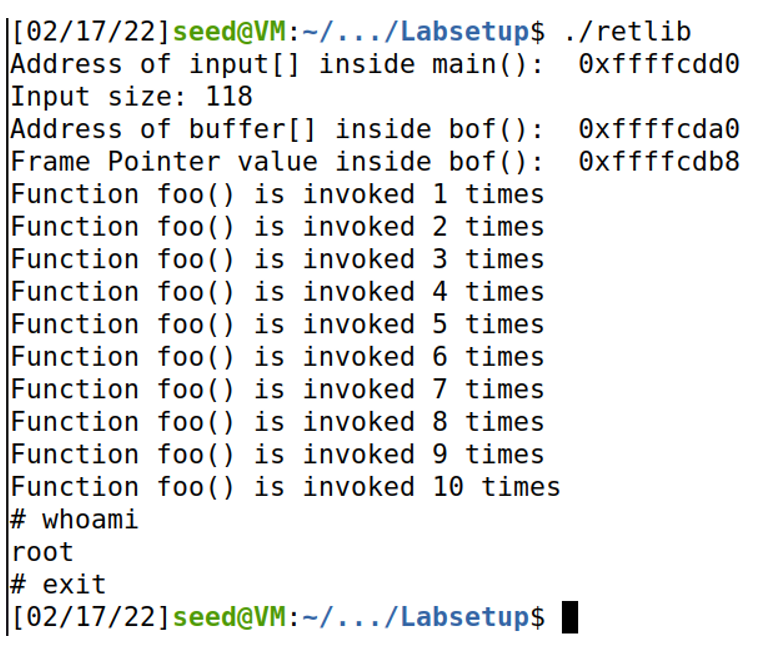 [02/17/22]seed@VM:~/.../Labsetup$ ./retlib
Address of input[] inside main():  0xffffcdd0
Input size: 118
Address of buffer[] inside bof():  0xffffcda0
Frame Pointer value inside bof():  0xffffcdb8
Function foo() is invoked 1 times
Function foo() is invoked 2 times
Function foo() is invoked 3 times
Function foo() is invoked 4 times
Function foo() is invoked 5 times
Function foo() is invoked 6 times
Function foo() is invoked 7 times
Function foo() is invoked 8 times
Function foo() is invoked 9 times
Function foo() is invoked 10 times
# whoami
root
# exit
[02/17/22]seed@VM:~/.../Labsetup$